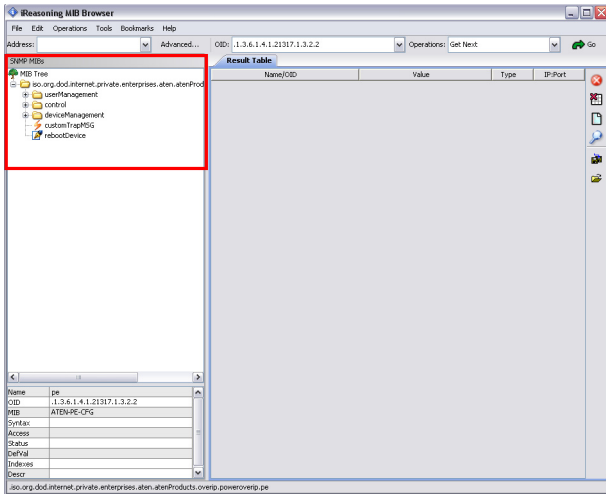 iReasoning MIB Browser
File Edit Operations Tools Bookmarks Help
Address: Advanced... OID: .1.3.6.1.4.1.21317.1.3.2.2 Operations: Get Next Go
SNMP MIBs
Result Table
MIB Tree
Name/OID Value Type IP:Port
iso.org.dod.internet.private.enterprises.aten.atenProd
userManagement
control
deviceManagement
customTrapMSG
rebootDevice
Name pe
OID .1.3.6.1.4.1.21317.1.3.2.2
MIB ATEN-PE-CFG
Syntax
Access
Status
DefVal
Indexes
Descr
.iso.org.dod.internet.private.enterprises.aten.atenProducts.overip.poweroverip.pe